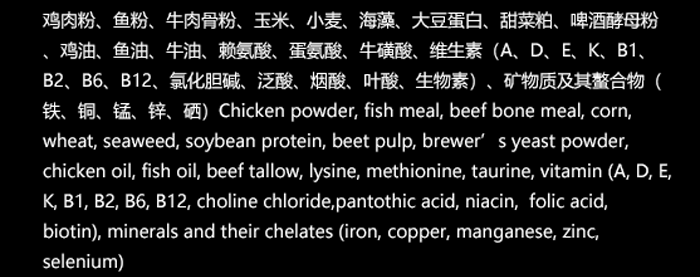 鸡肉粉、鱼粉、牛肉骨粉、玉米、小麦、海藻、大豆蛋白、甜菜粕、啤酒酵母粉
、鸡油、鱼油、牛油、赖氨酸、蛋氨酸、牛磺酸、维生素（A、D、E、K、B1、
B2、B6、B12、氯化胆碱、泛酸、烟酸、叶酸、生物素）、矿物质及其螯合物（
铁、铜、锰、锌、硒）Chicken powder, fish meal, beef bone meal, corn,
wheat, seaweed, soybean protein, beet pulp, brewer’s yeast powder,
chicken oil, fish oil, beef tallow, lysine, methionine, taurine, vitamin (A, D, E,
K, B1, B2, B6, B12, choline chloride,pantothic acid, niacin,  folic acid,
biotin), minerals and their chelates (iron, copper, manganese, zinc,
selenium)